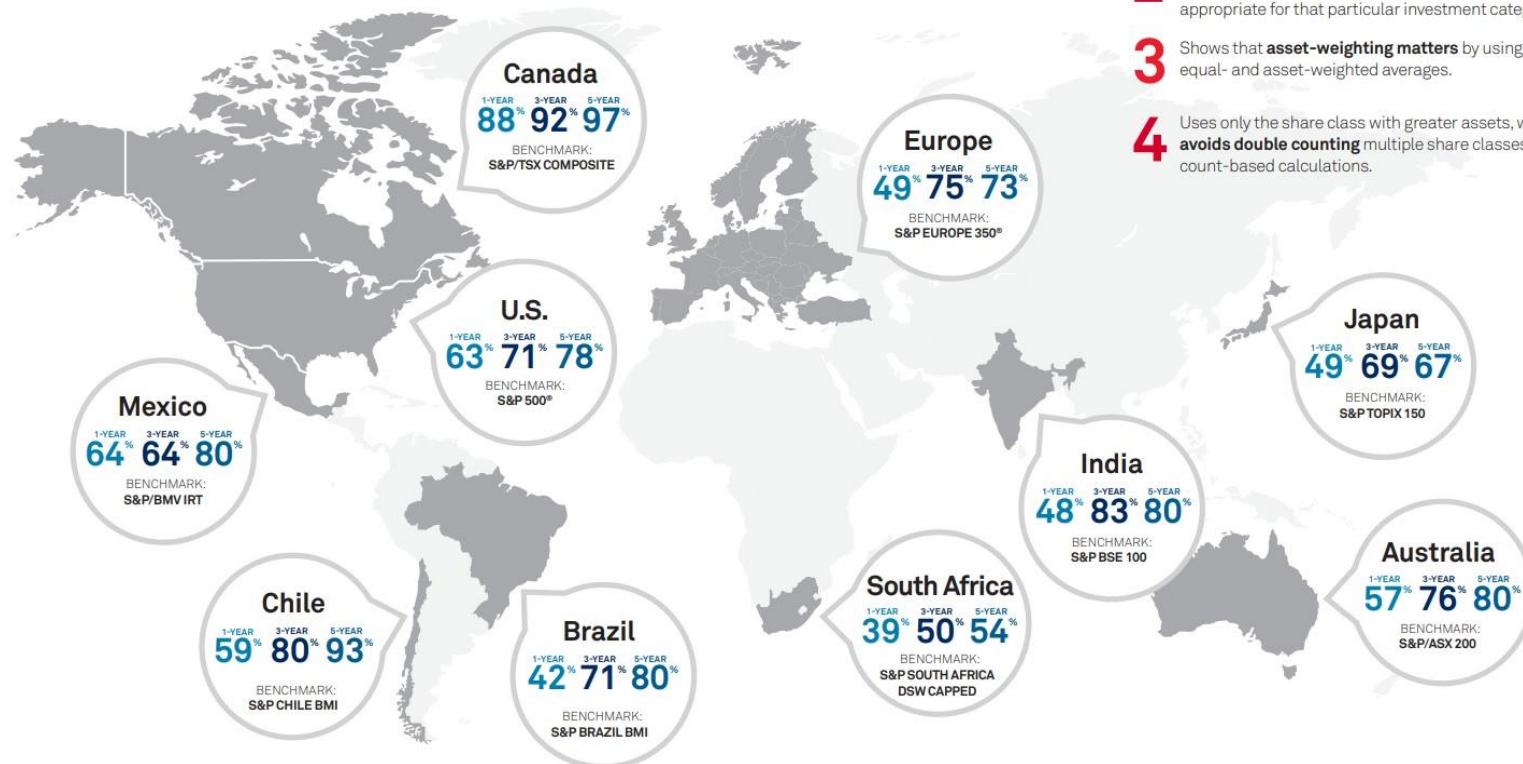 appropriate for that particular investment
3
Shows that asset-weighting matters by using
equal- and asset-weighted averages.
4
Uses only the share class with greater assets,
avoids double counting multiple share classes
count-based calculations.
Canada
1-YEAR 3-YEAR 5-YEAR
88% 92% 97%
BENCHMARK:
S&P/TSX COMPOSITE
Europe
1-YEAR 3-YEAR 5-YEAR
49% 75% 73%
BENCHMARK:
S&P EUROPE 350®
U.S.
1-YEAR 3-YEAR 5-YEAR
63% 71% 78%
BENCHMARK:
S&P 500®
Japan
1-YEAR 3-YEAR 5-YEAR
49% 69% 67%
BENCHMARK:
S&P TOPIX 150
Mexico
1-YEAR 3-YEAR 5-YEAR
64% 64% 80%
BENCHMARK:
S&P/BMV IRT
India
1-YEAR 3-YEAR 5-YEAR
48% 83% 80%
BENCHMARK:
S&P BSE 100
Australia
1-YEAR 3-YEAR 5-YEAR
57% 76% 80%
BENCHMARK:
S&P/ASX 200
South Africa
1-YEAR 3-YEAR 5-YEAR
39% 50% 54%
BENCHMARK:
S&P SOUTH AFRICA
DSW CAPPED
Chile
1-YEAR 3-YEAR 5-YEAR
59% 80% 93%
BENCHMARK:
S&P CHILE BMI
Brazil
1-YEAR 3-YEAR 5-YEAR
42% 71% 80%
BENCHMARK:
S&P BRAZIL BMI